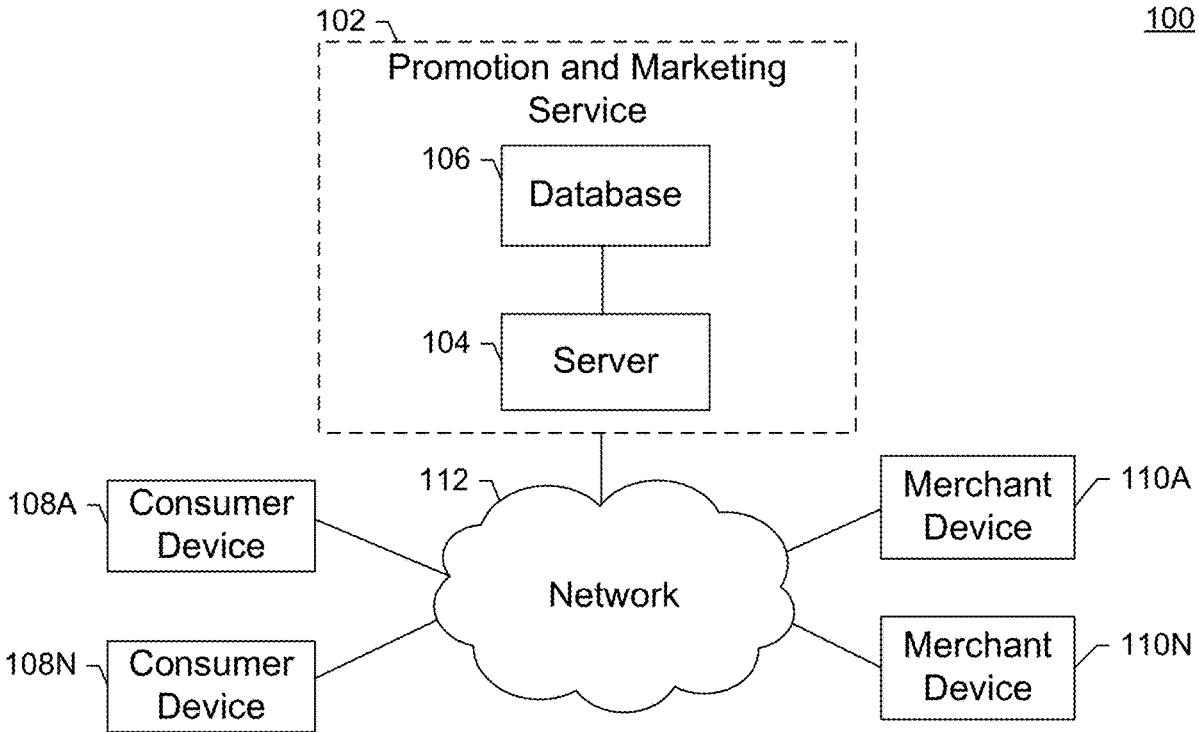 100
102
Promotion and Marketing
Service
106
Database
104
Server
112
108A
Consumer
Device
Merchant
Device
110A
Network
108N
Consumer
Device
Merchant
Device
110N